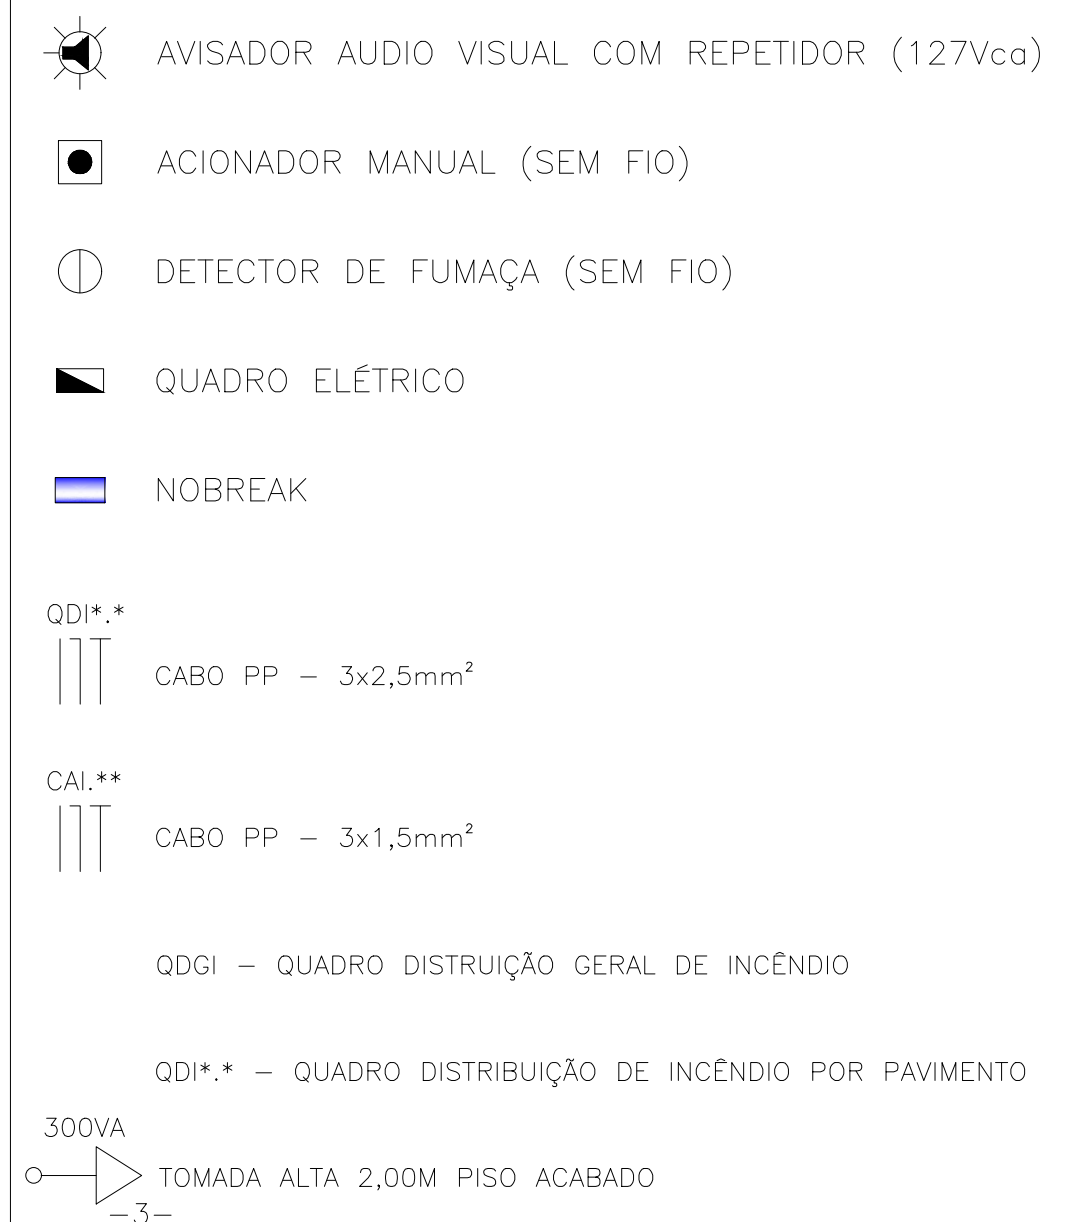 AVISADOR AUDIO VISUAL COM REPETIDOR (127Vca)
ACIONADOR MANUAL (SEM FIO)
DETECTOR DE FUMAÇA (SEM FIO)
QUADRO ELÉTRICO
NOBREAK
QDI*.*
CABO PP - 3x2,5mm²
CAI.**
CABO PP - 3x1,5mm²
QDGI - QUADRO DISTRUIÇÃO GERAL DE INCÊNDIO
QDI*.* - QUADRO DISTRIBUIÇÃO DE INCÊNDIO POR PAVIMENTO
300VA
TOMADA ALTA 2,00M PISO ACABADO
-3-